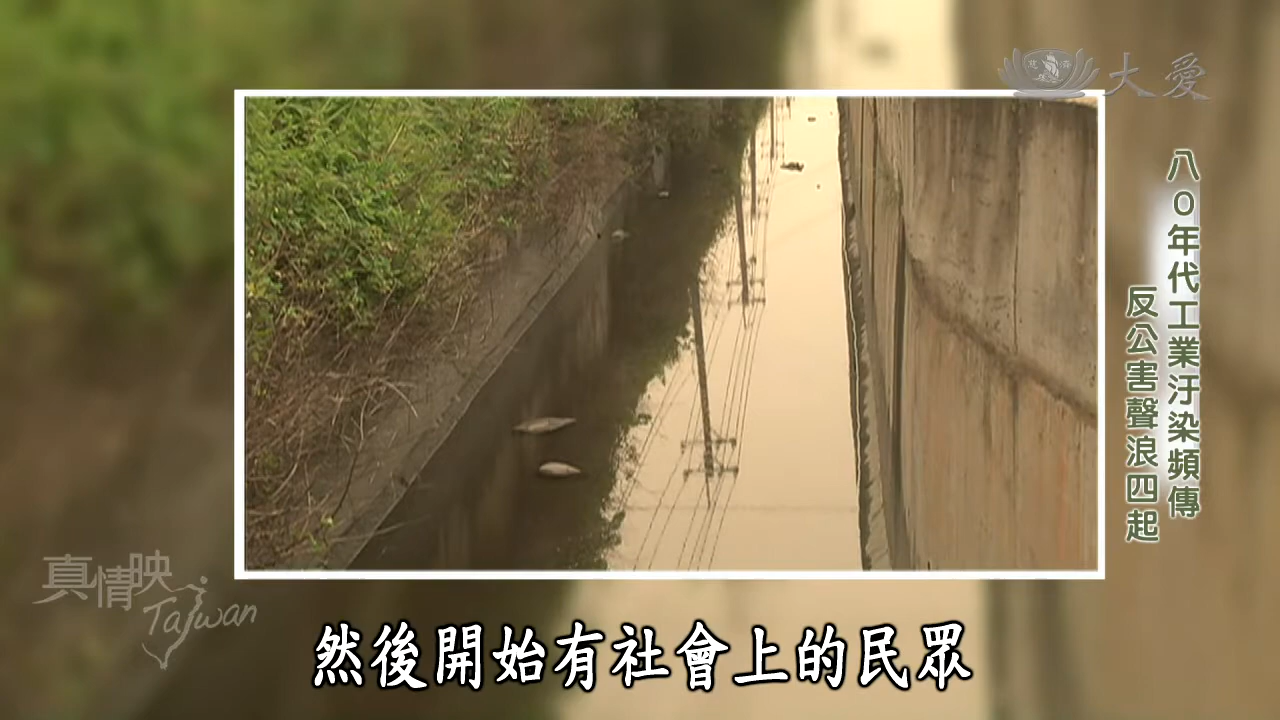 大愛
八0年代工業汙染頻傳
反公害聲浪四起
真情映
Taiwan
然後開始有社會上的民眾